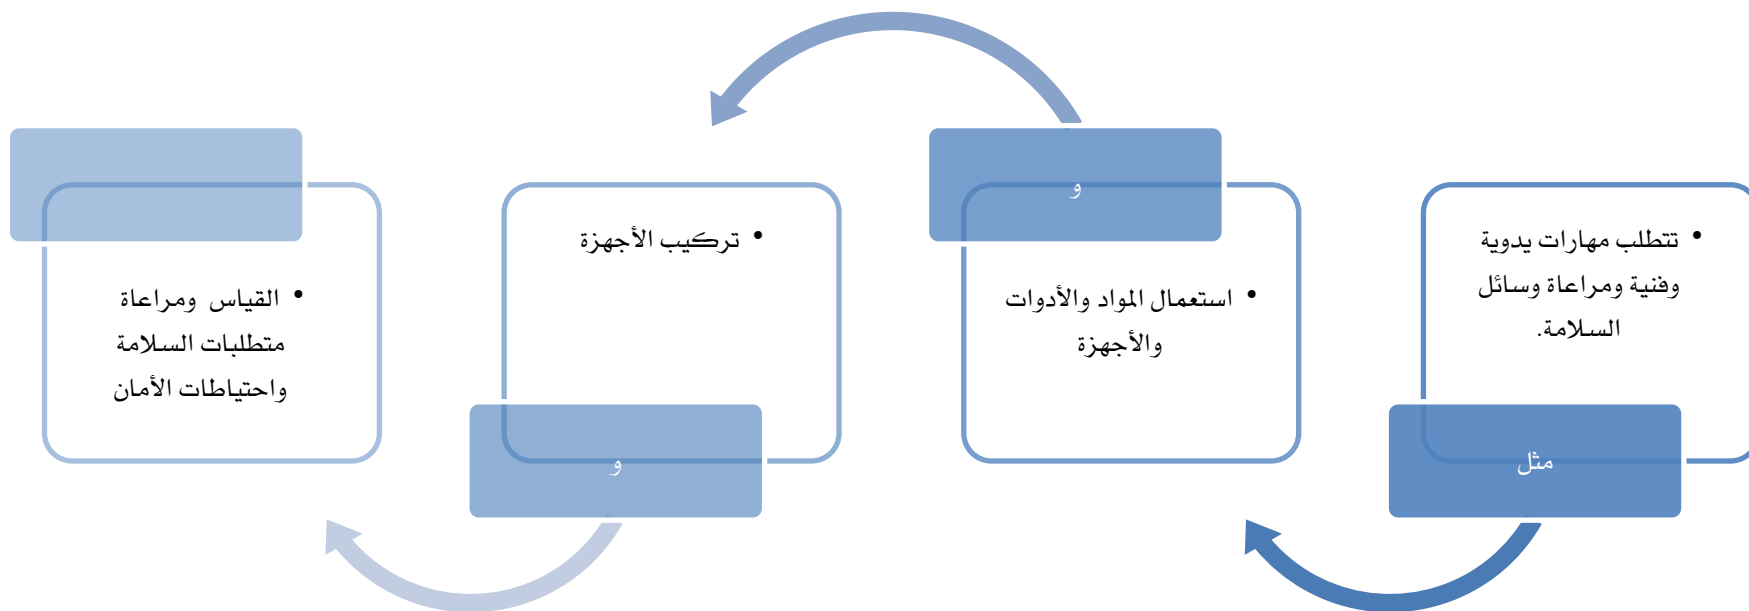 • تتطلب مهارات يدوية
وفنية ومراعاة وسائل
السلامة.
مثل
و
• استعمال المواد والأدوات
والأجهزة
• تركيب الأجهزة
و
• القياس ومراعاة
متطلبات السلامة
واحتياطات الأمان